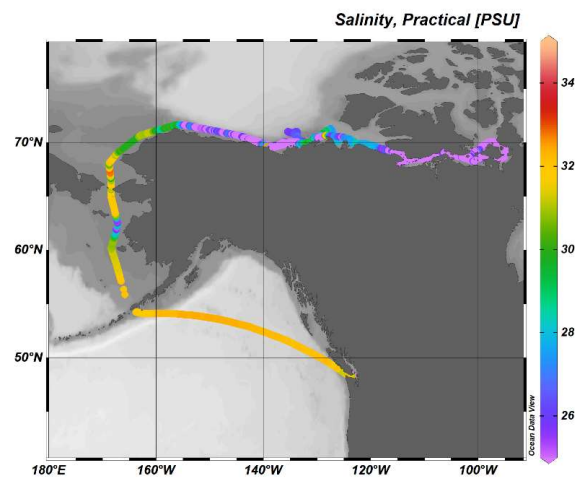 Salinity, Practical [PSU]
34
70°N
32
30
60°N
28
50°N
26
Ocean Data View
180°E
160°W
140°W
120°W
100°W